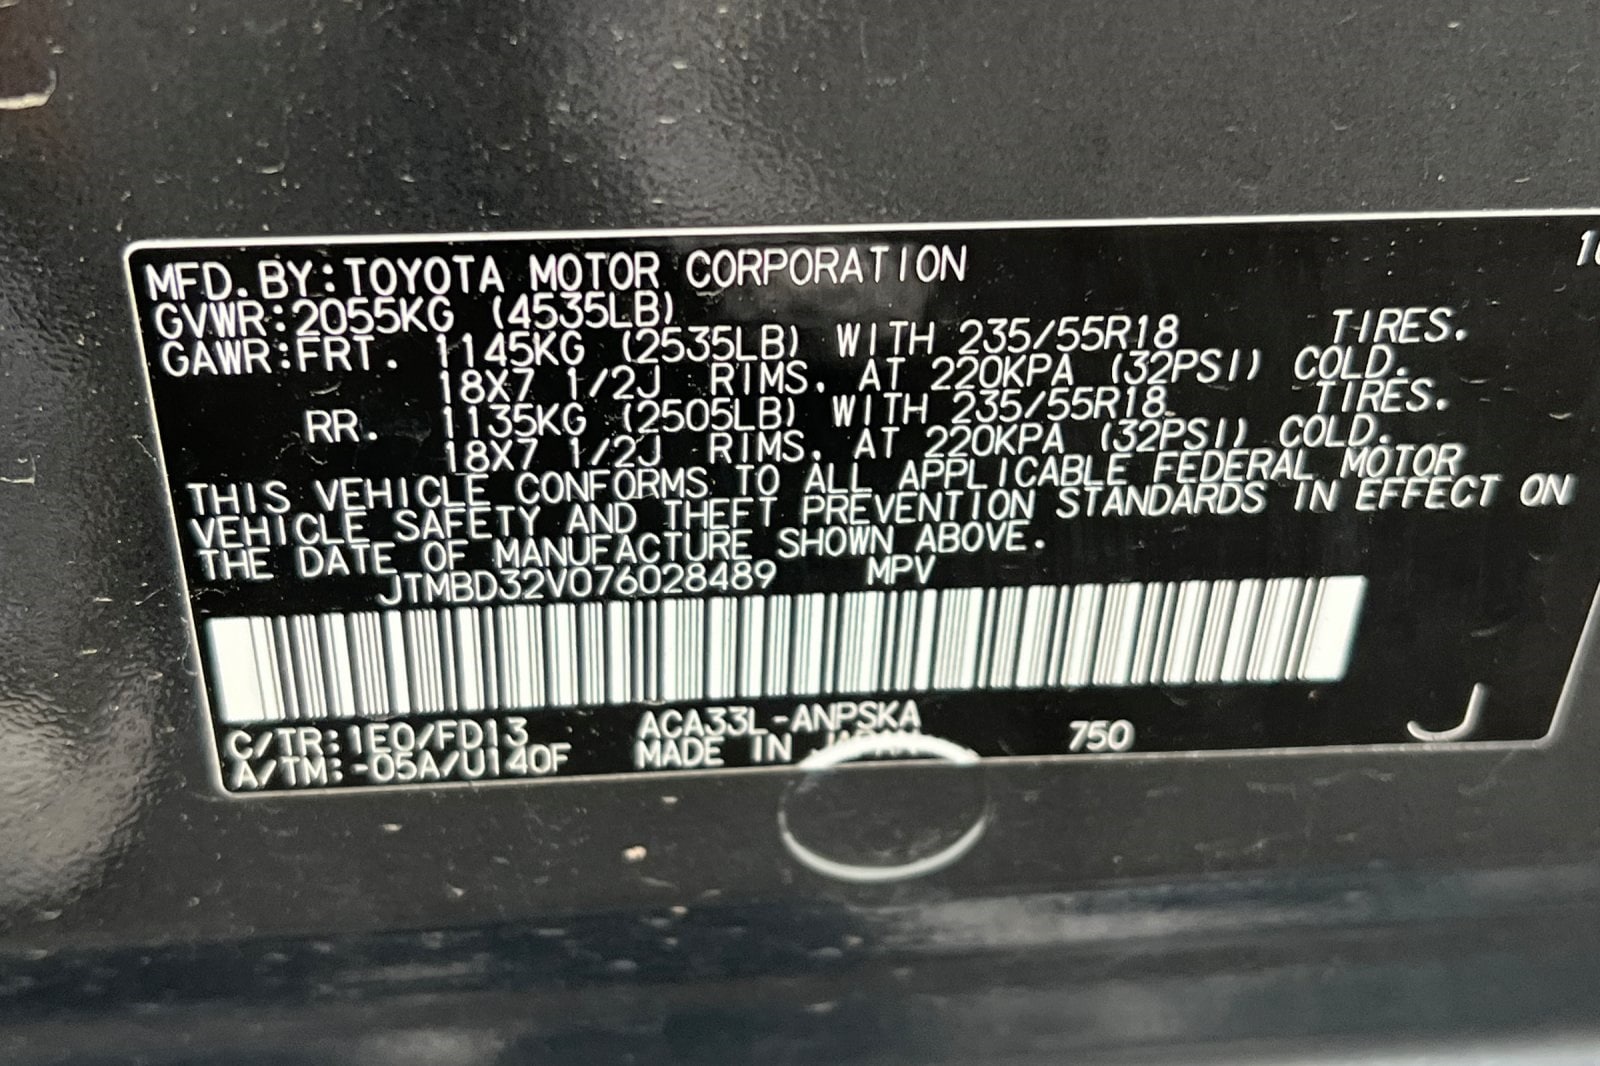 MFD. BY: TOYOTA MOTOR CORPORATION
GVWR: 2055KG (4535LB)
GAWR: FRT. 1145KG (2535LB) WITH 235/55R18 TIRES.
18X7 1/2J RIMS, AT 220KPA (32PSI) COLD.
RR. 1135KG (2505LB) WITH 235/55R18 TIRES.
18X7 1/2J RIMS, AT 220KPA (32PSI) COLD.
THIS VEHICLE CONFORMS TO ALL APPLICABLE FEDERAL MOTOR
VEHICLE SAFETY AND THEFT PREVENTION STANDARDS IN EFFECT ON
THE DATE OF MANUFACTURE SHOWN ABOVE.
JTMBD32V076028489 MPV
C/TR: 1E0/FD13 ACA33L-ANPSKA 750 J
A/TM: -05A/U140F MADE IN JAPAN